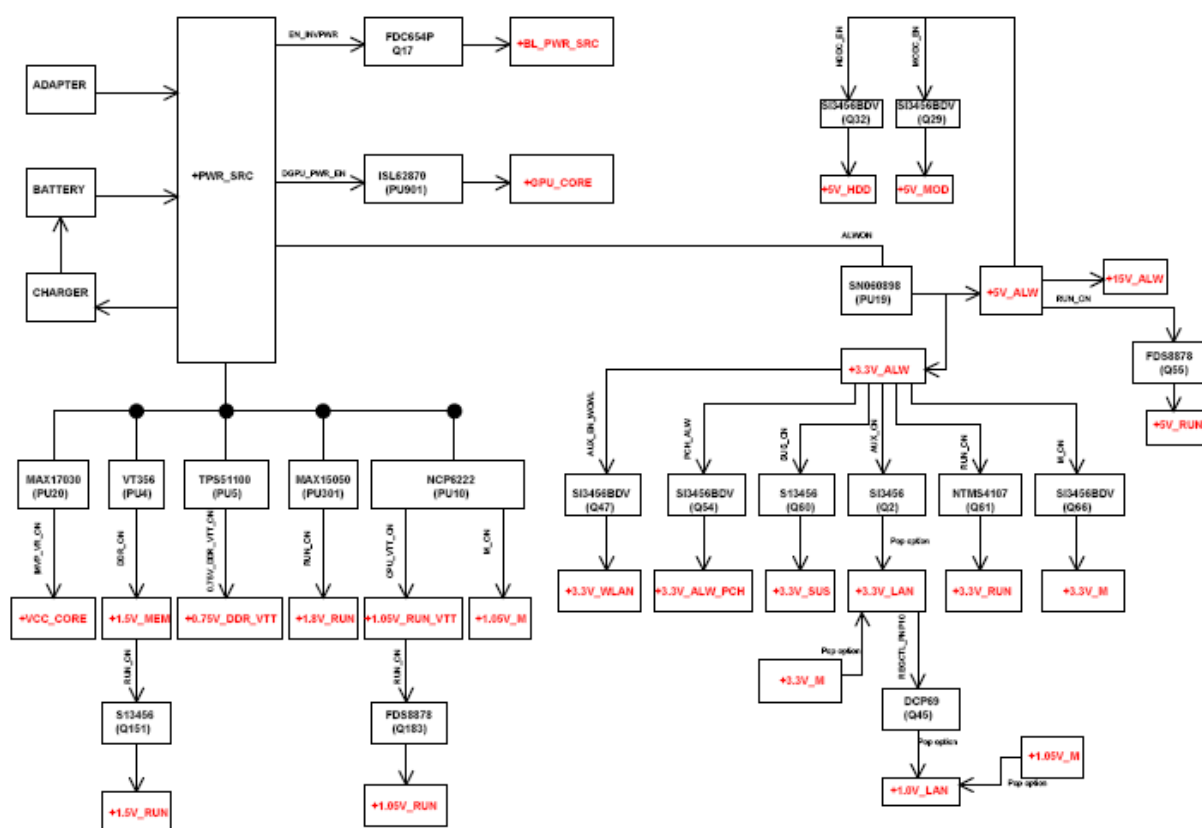 EN_INVPWR
FDC654P
Q17
+BL_PWR_SRC
HDDC_EN
MODC_EN
ADAPTER
SI3456BDV
(Q32)
SI3456BDV
(Q29)
BATTERY
+PWR_SRC
DGPU_PWR_EN
ISL62870
(PU901)
+GPU_CORE
+5V_HDD
+5V_MOD
ALWON
CHARGER
SN060898
(PU19)
+5V_ALW
+15V_ALW
RUN_ON
FDS8878
(Q55)
+5V_RUN
+3.3V_ALW
AUX_EN_WOWL
PCH_ALW
SUS_ON
AUX_ON
RUN_ON
M_ON
MAX17030
(PU20)
VT356
(PU4)
TPS51100
(PU5)
MAX15050
(PU301)
NCP6222
(PU10)
SI3456BDV
(Q47)
SI3456BDV
(Q54)
S13456
(Q60)
SI3456
(Q2)
NTMS4107
(Q61)
SI3456BDV
(Q66)
IMVP_VR_ON
DDR_ON
0.75V_DDR_VTT_ON
RUN_ON
CPU_VTT_ON
M_ON
Pop option
+VCC_CORE
+1.5V_MEM
+0.75V_DDR_VTT
+1.8V_RUN
+1.05V_RUN_VTT
+1.05V_M
+3.3V_WLAN
+3.3V_ALW_PCH
+3.3V_SUS
+3.3V_LAN
+3.3V_RUN
+3.3V_M
RUN_ON
RUN_ON
Pop option
REGCTL_PNP10
+3.3V_M
S13456
(Q151)
FDS8878
(Q183)
DCP69
(Q45)
Pop option
+1.05V_M
Pop option
+1.5V_RUN
+1.05V_RUN
+1.0V_LAN